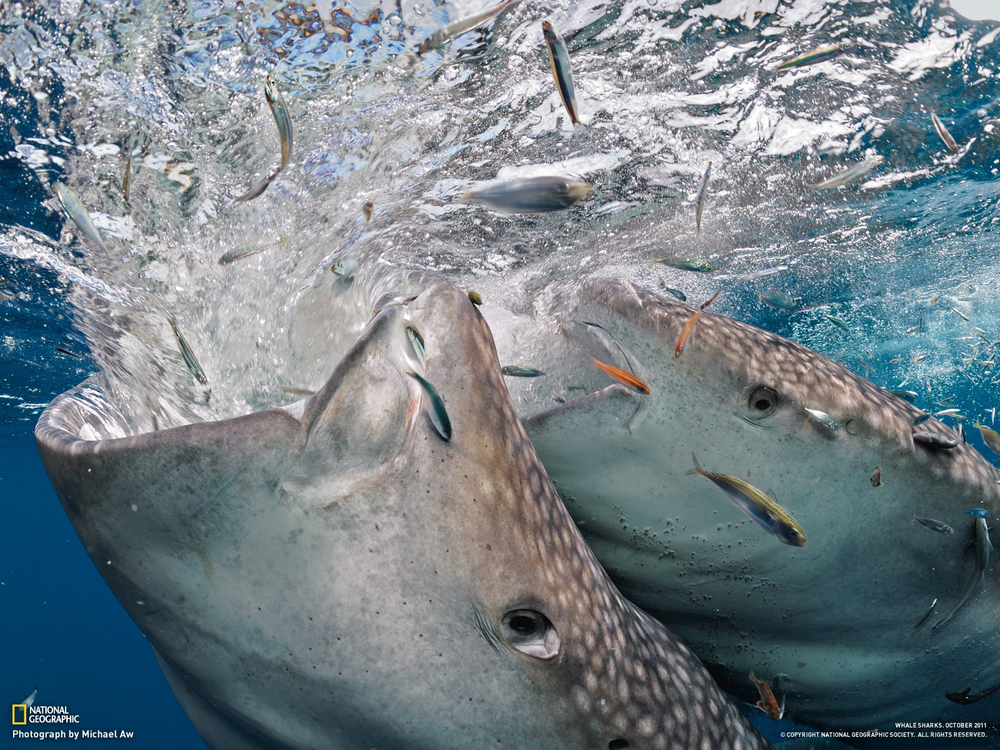 NATIONAL
GEOGRAPHIC
Photograph by Michael Aw
WHALE SHARKS. OCTOBER 2011
© COPYRIGHT NATIONAL GEOGRAPHIC SOCIETY. ALL RIGHTS RESERVED.